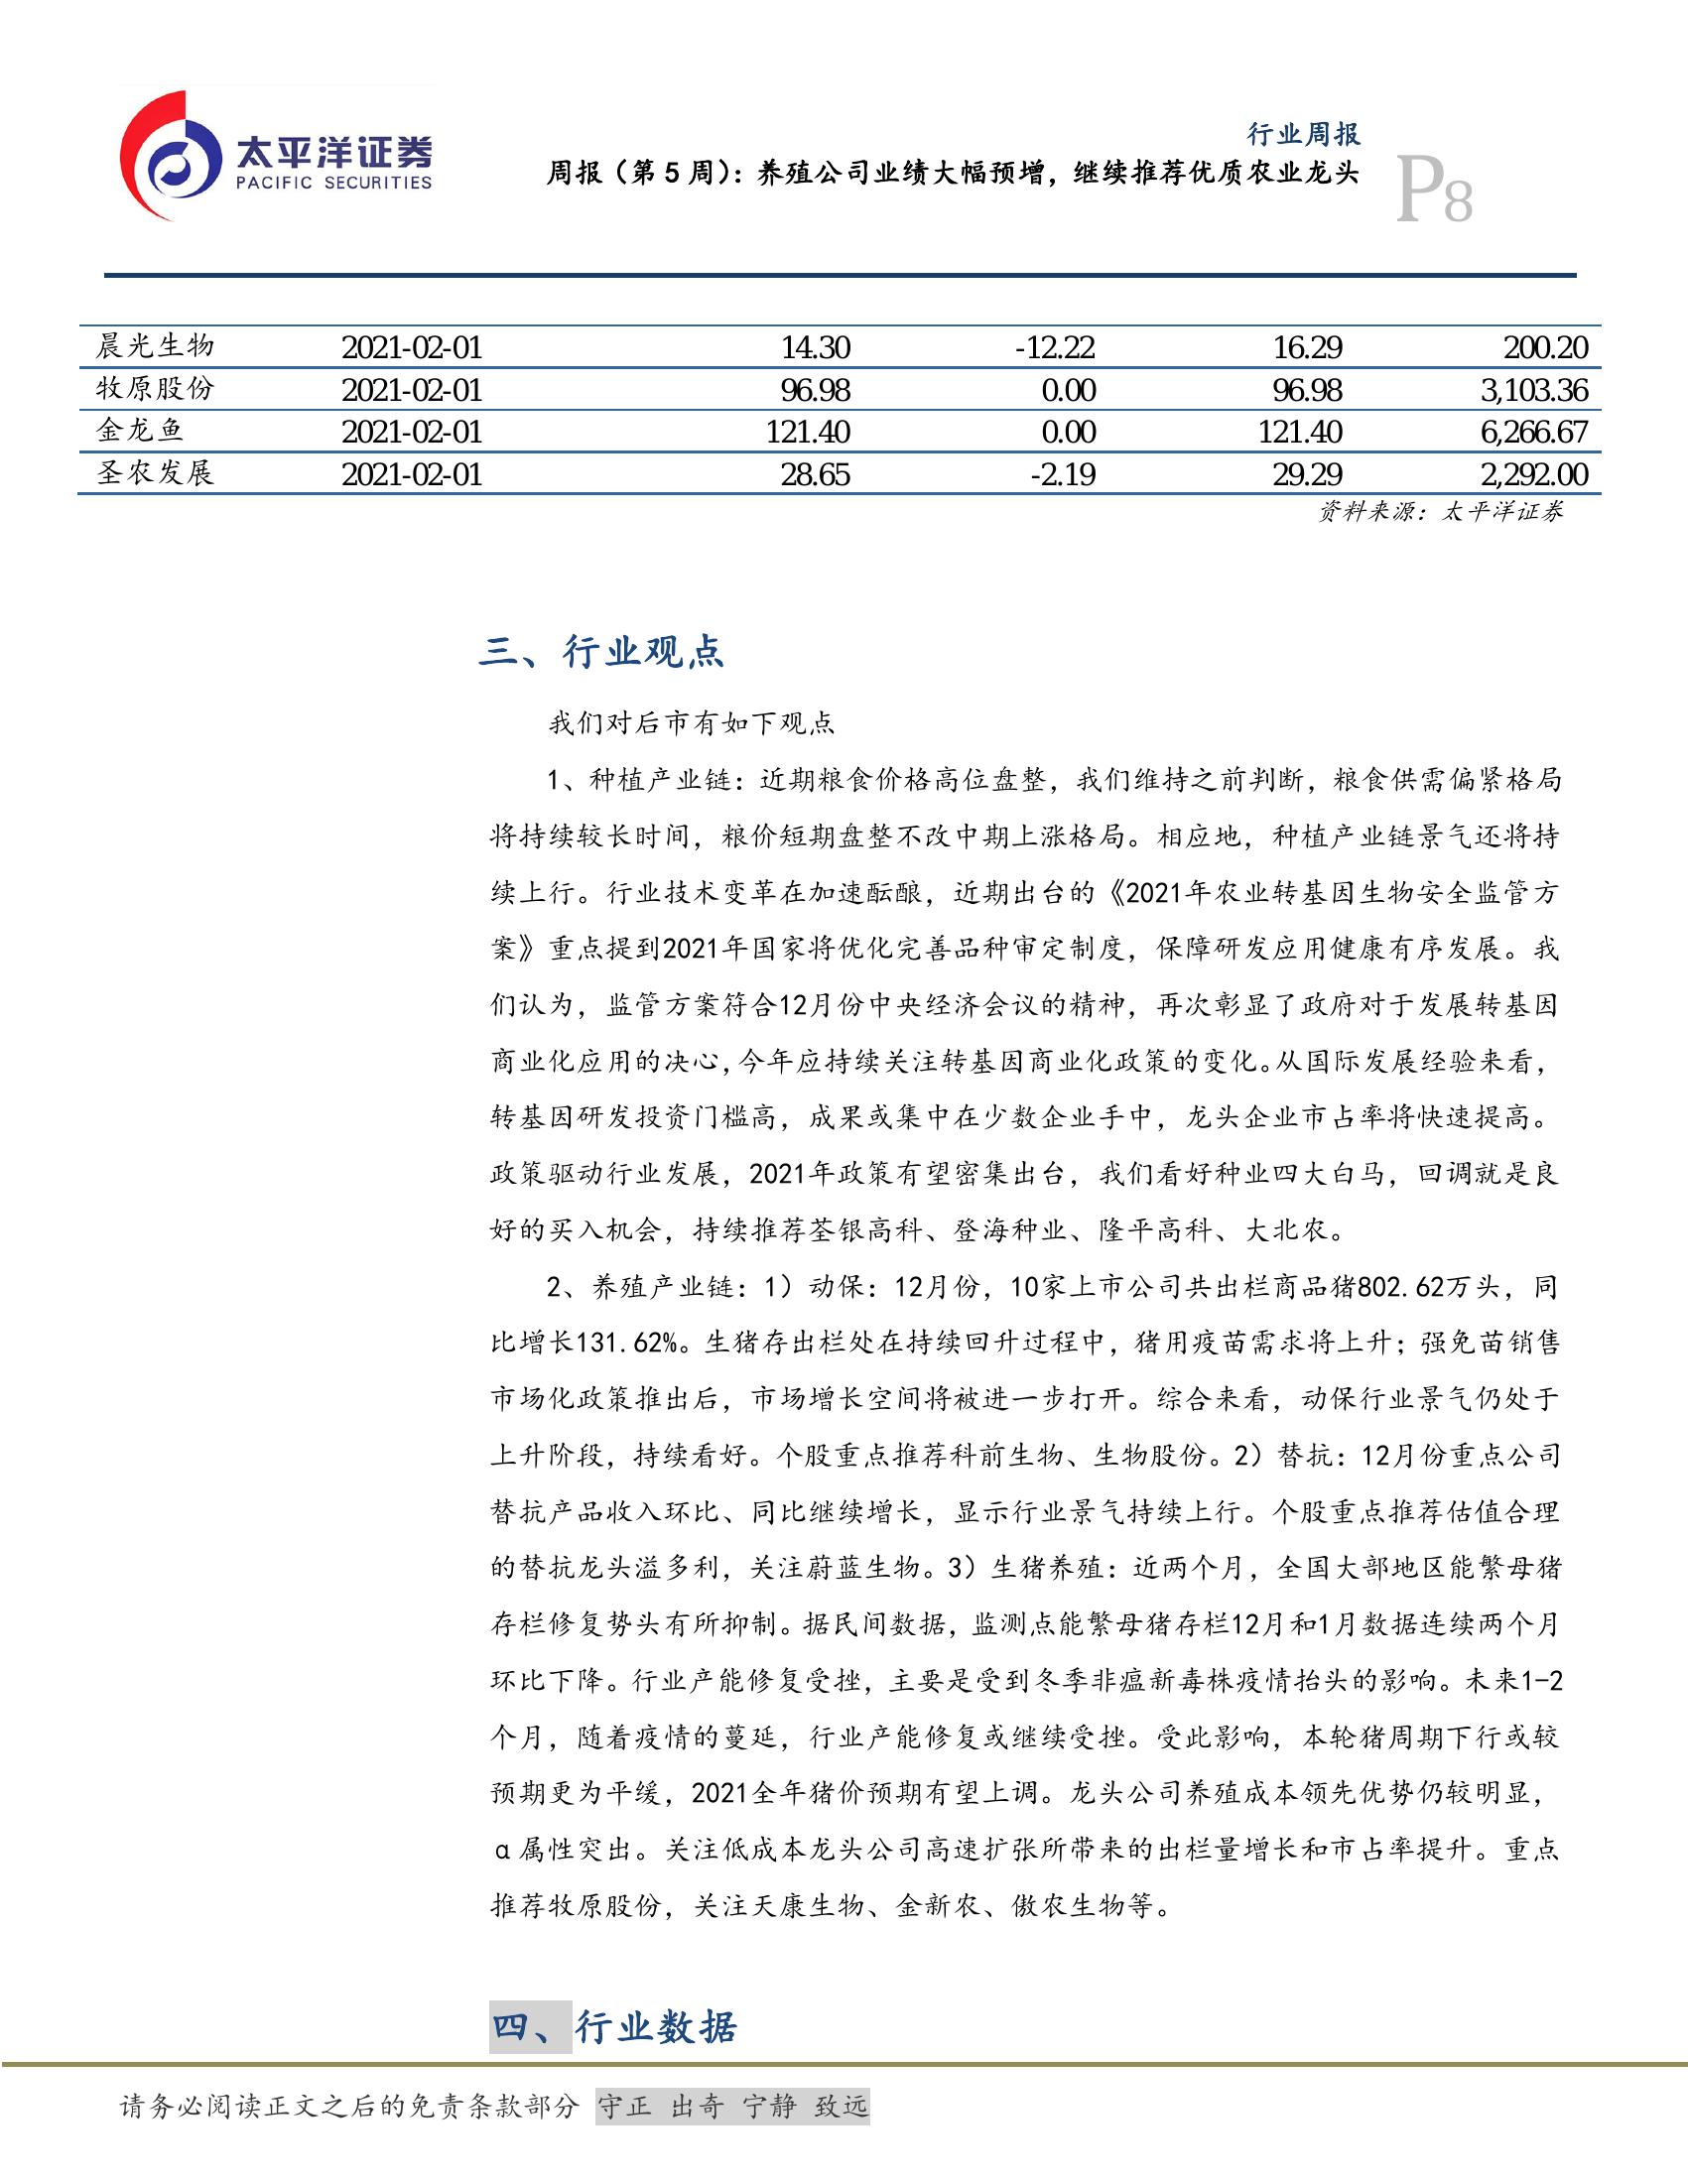 太平洋证券
PACIFIC SECURITIES
行业周报
周报（第 5 周）：养殖公司业绩大幅预增，继续推荐优质农业龙头
P8
晨光生物 2021-02-01 14.30 -12.22 16.29 200.20
牧原股份 2021-02-01 96.98 0.00 96.98 3,103.36
金龙鱼 2021-02-01 121.40 0.00 121.40 6,266.67
圣农发展 2021-02-01 28.65 -2.19 29.29 2,292.00
资料来源：太平洋证券
三、行业观点
我们对后市有如下观点
1、种植产业链：近期粮食价格高位盘整，我们维持之前判断，粮食供需偏紧格局
将持续较长时间，粮价短期盘整不改中期上涨格局。相应地，种植产业链景气还将持
续上行。行业技术变革在加速酝酿，近期出台的《2021年农业转基因生物安全监管方
案》重点提到2021年国家将优化完善品种审定制度，保障研发应用健康有序发展。我
们认为，监管方案符合12月份中央经济会议的精神，再次彰显了政府对于发展转基因
商业化应用的决心，今年应持续关注转基因商业化政策的变化。从国际发展经验来看，
转基因研发投资门槛高，成果或集中在少数企业手中，龙头企业市占率将快速提高。
政策驱动行业发展，2021年政策有望密集出台，我们看好种业四大白马，回调就是良
好的买入机会，持续推荐荃银高科、登海种业、隆平高科、大北农。
2、养殖产业链：1）动保：12月份，10家上市公司共出栏商品猪802.62万头，同
比增长131.62%。生猪存出栏处在持续回升过程中，猪用疫苗需求将上升；强免苗销售
市场化政策推出后，市场增长空间将被进一步打开。综合来看，动保行业景气仍处于
上升阶段，持续看好。个股重点推荐科前生物、生物股份。2）替抗：12月份重点公司
替抗产品收入环比、同比继续增长，显示行业景气持续上行。个股重点推荐估值合理
的替抗龙头溢多利，关注蔚蓝生物。3）生猪养殖：近两个月，全国大部地区能繁母猪
存栏修复势头有所抑制。据民间数据，监测点能繁母猪存栏12月和1月数据连续两个月
环比下降。行业产能修复受挫，主要是受到冬季非瘟新毒株疫情抬头的影响。未来1-2
个月，随着疫情的蔓延，行业产能修复或继续受挫。受此影响，本轮猪周期下行或较
预期更为平缓，2021全年猪价预期有望上调。龙头公司养殖成本领先优势仍较明显，
α属性突出。关注低成本龙头公司高速扩张所带来的出栏量增长和市占率提升。重点
推荐牧原股份，关注天康生物、金新农、傲农生物等。
四、行业数据
请务必阅读正文之后的免责条款部分 守正 出奇 宁静 致远